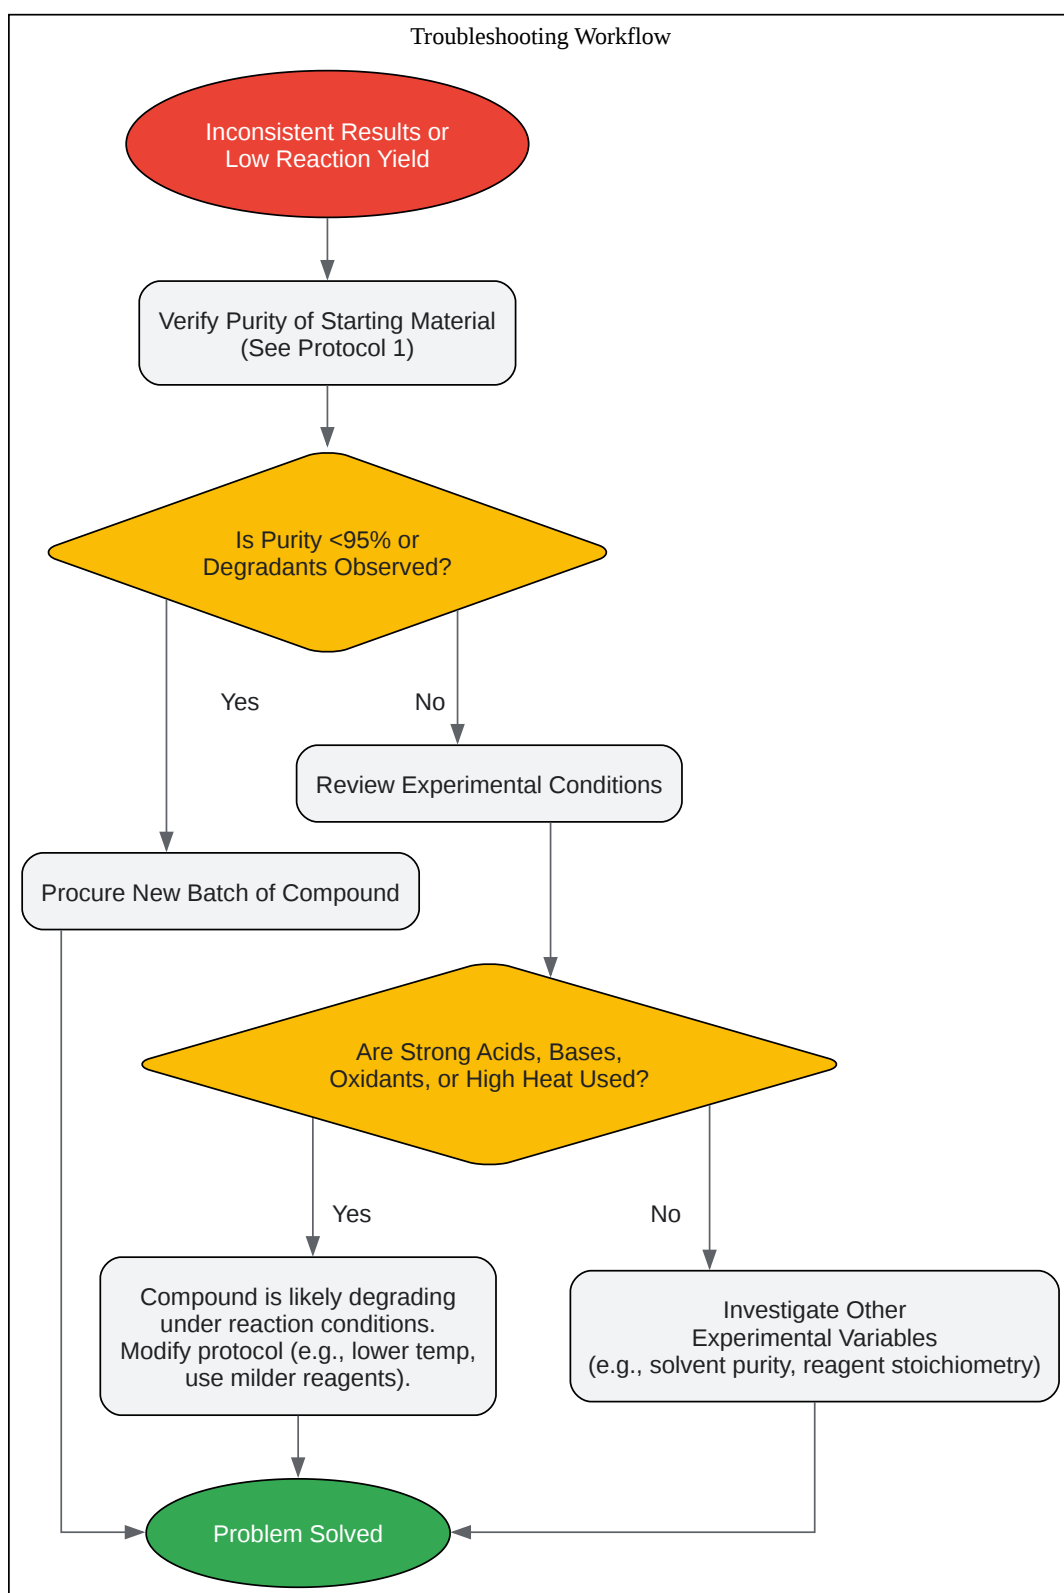 Troubleshooting Workflow
Inconsistent Results or
Low Reaction Yield
Verify Purity of Starting Material
(See Protocol 1)
Is Purity <95% or
Degradants Observed?
Yes
No
Review Experimental Conditions
Procure New Batch of Compound
Are Strong Acids, Bases,
Oxidants, or High Heat Used?
Yes
No
Compound is likely degrading
under reaction conditions.
Modify protocol (e.g., lower temp,
use milder reagents).
Investigate Other
Experimental Variables
(e.g., solvent purity, reagent stoichiometry)
Problem Solved